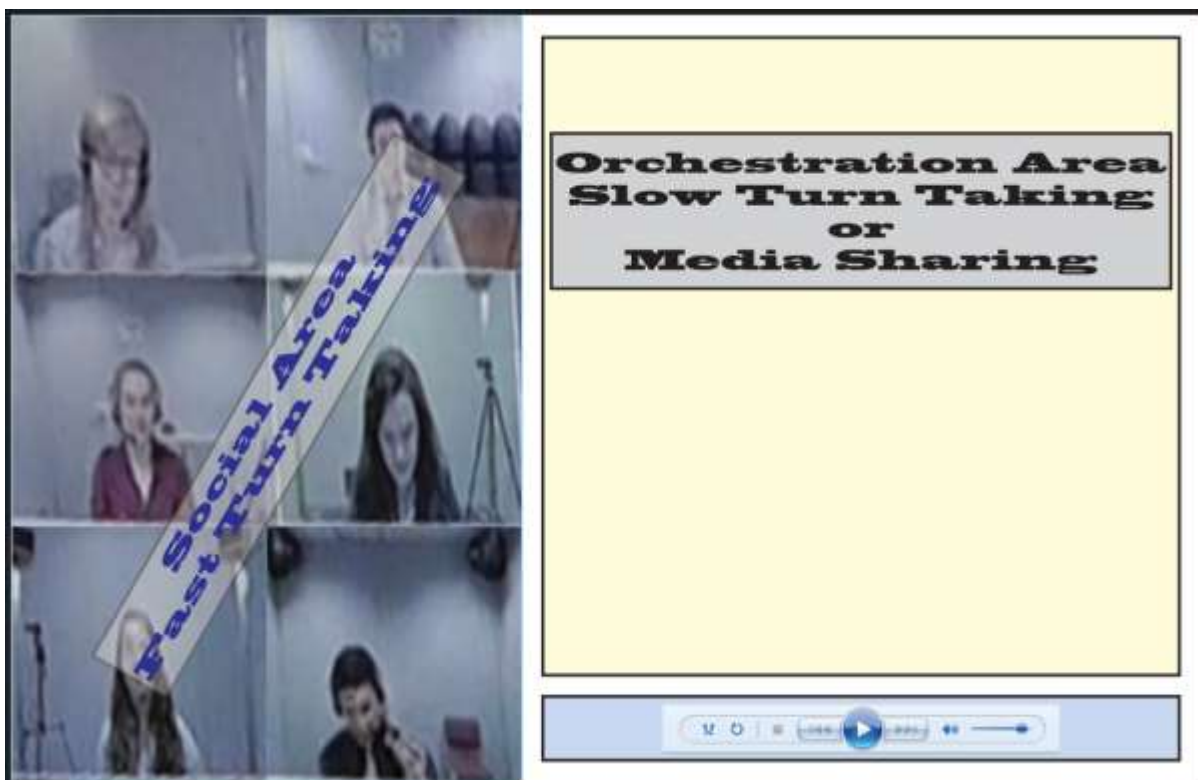 Social Area
Fast Turn Taking
Orchestration Area
Slow Turn Taking
or
Media Sharing